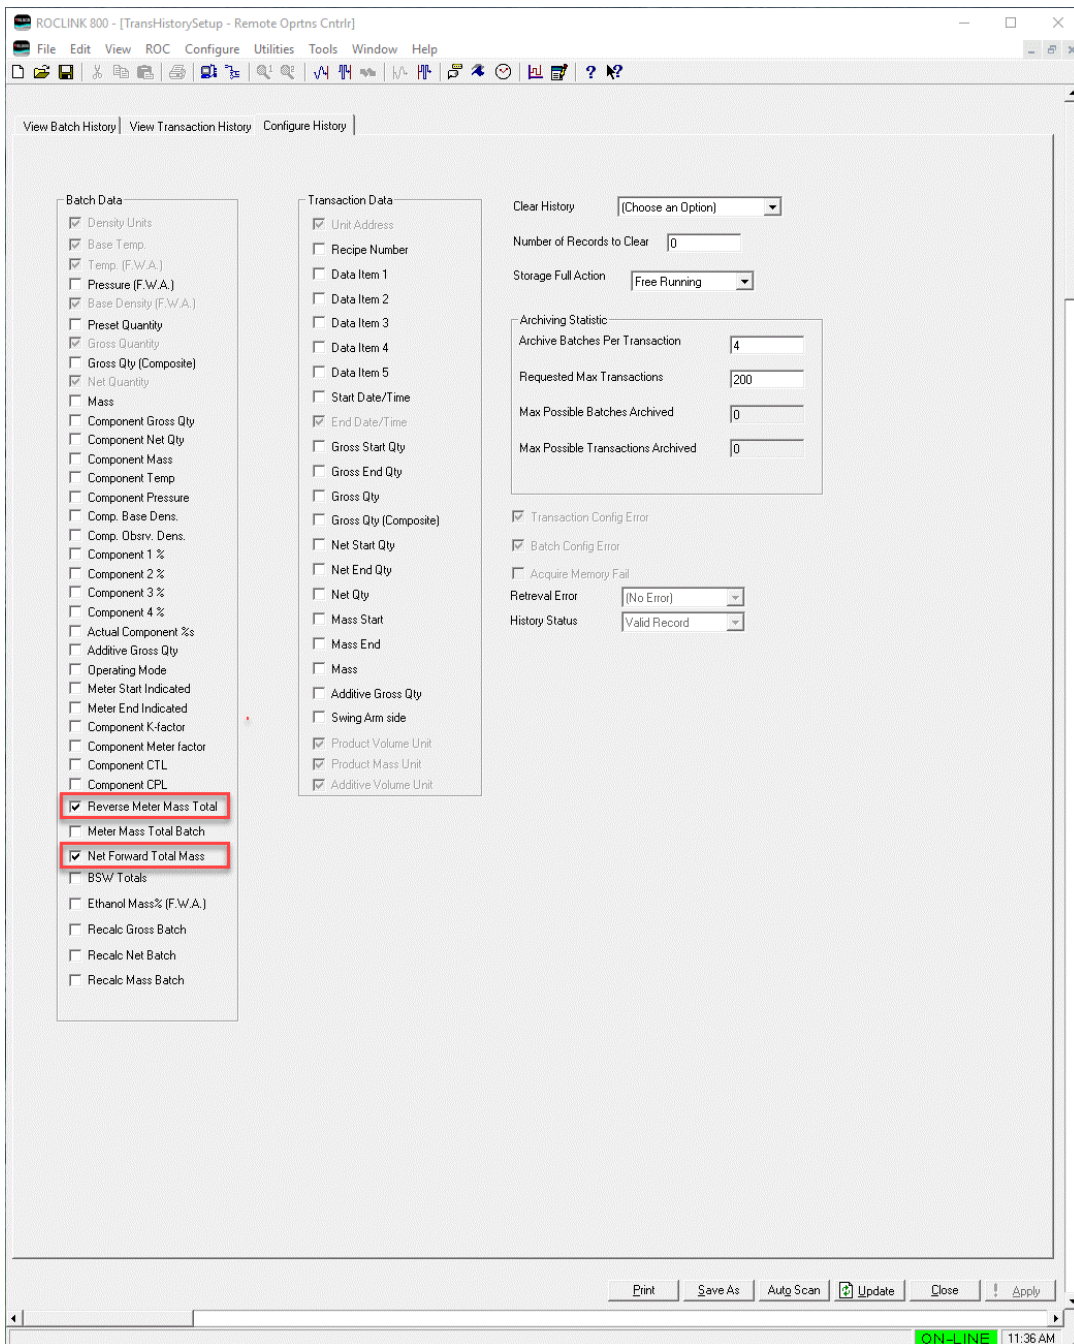 ROCLINK 800 - [TransHistorySetup - Remote Oprtns Cntrlr]
File Edit View ROC Configure Utilities Tools Window Help
View Batch History View Transaction History Configure History
Batch Data
Density Units
Base Temp.
Temp. (F.W.A.)
Pressure (F.W.A.)
Base Density (F.W.A.)
Preset Quantity
Gross Quantity
Gross Qty (Composite)
Net Quantity
Mass
Component Gross Qty
Component Net Qty
Component Mass
Component Temp
Component Pressure
Comp. Base Dens.
Comp. Obsrv. Dens.
Component 1 %
Component 2 %
Component 3 %
Component 4 %
Actual Component %s
Additive Gross Qty
Operating Mode
Meter Start Indicated
Meter End Indicated
Component K-factor
Component Meter factor
Component CTL
Component CPL
Reverse Meter Mass Total
Meter Mass Total Batch
Net Forward Total Mass
BSW Totals
Ethanol Mass% (F.W.A.)
Recalc Gross Batch
Recalc Net Batch
Recalc Mass Batch
Transaction Data
Unit Address
Recipe Number
Data Item 1
Data Item 2
Data Item 3
Data Item 4
Data Item 5
Start Date/Time
End Date/Time
Gross Start Qty
Gross End Qty
Gross Qty
Gross Qty (Composite)
Net Start Qty
Net End Qty
Net Qty
Mass Start
Mass End
Mass
Additive Gross Qty
Swing Arm side
Product Volume Unit
Product Mass Unit
Additive Volume Unit
Clear History (Choose an Option)
Number of Records to Clear 0
Storage Full Action Free Running
Archiving Statistic
Archive Batches Per Transaction 4
Requested Max Transactions 200
Max Possible Batches Archived 0
Max Possible Transactions Archived 0
Transaction Config Error
Batch Config Error
Acquire Memory Fail
Retreval Error (No Error)
History Status Valid Record
Print Save As Auto Scan Update Close ! Apply
ON-LINE 11:36 AM